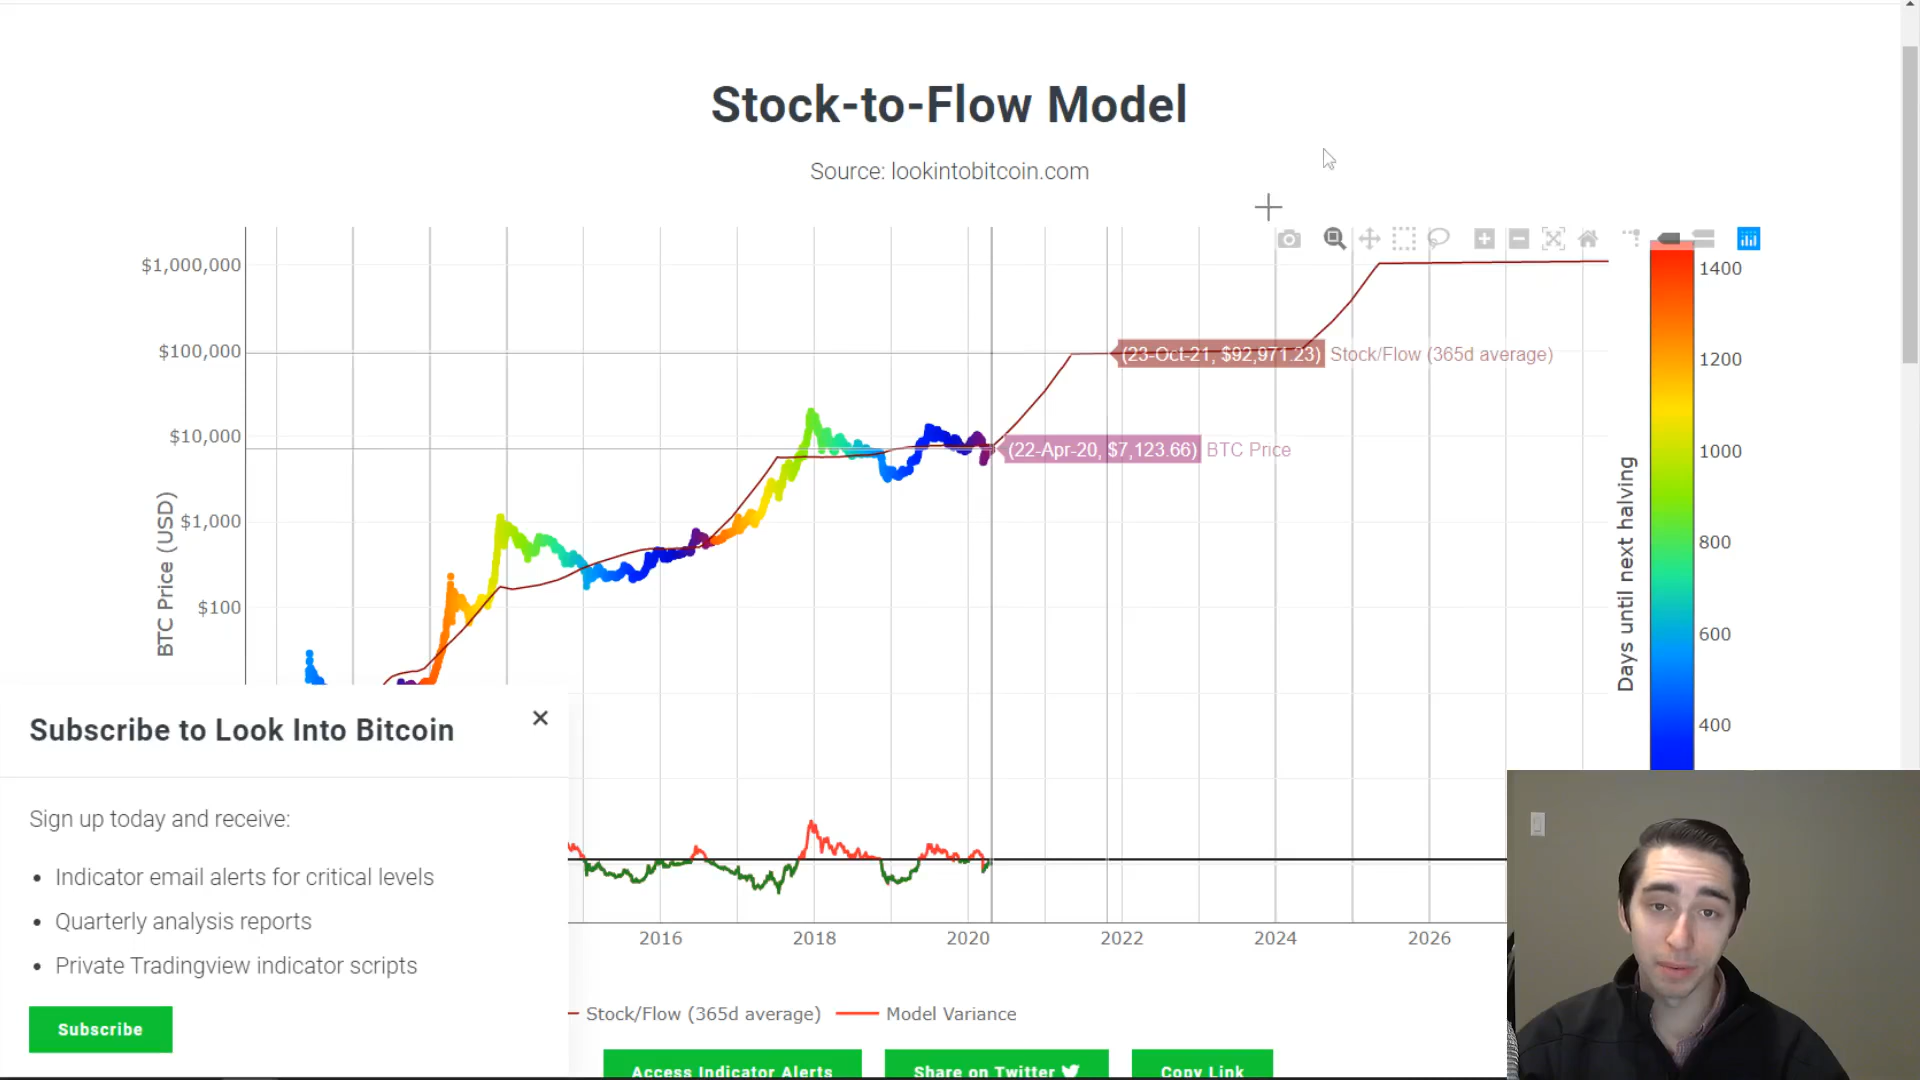 Stock-to-Flow Model
Source: lookintobitcoin.com
$1,000,000
$100,000
$10,000
$1,000
$100
BTC Price (USD)
(23-Oct-21, $92,971.23) Stock/Flow (365d average)
(22-Apr-20, $7,123.66) BTC Price
1400
1200
1000
800
600
400
Days until next halving
Subscribe to Look Into Bitcoin
×
Sign up today and receive:
• Indicator email alerts for critical levels
• Quarterly analysis reports
• Private Tradingview indicator scripts
Subscribe
2016
2018
2020
2022
2024
2026
Stock/Flow (365d average)
Model Variance
Access Indicator Alerts
Share on Twitter
Copy Link